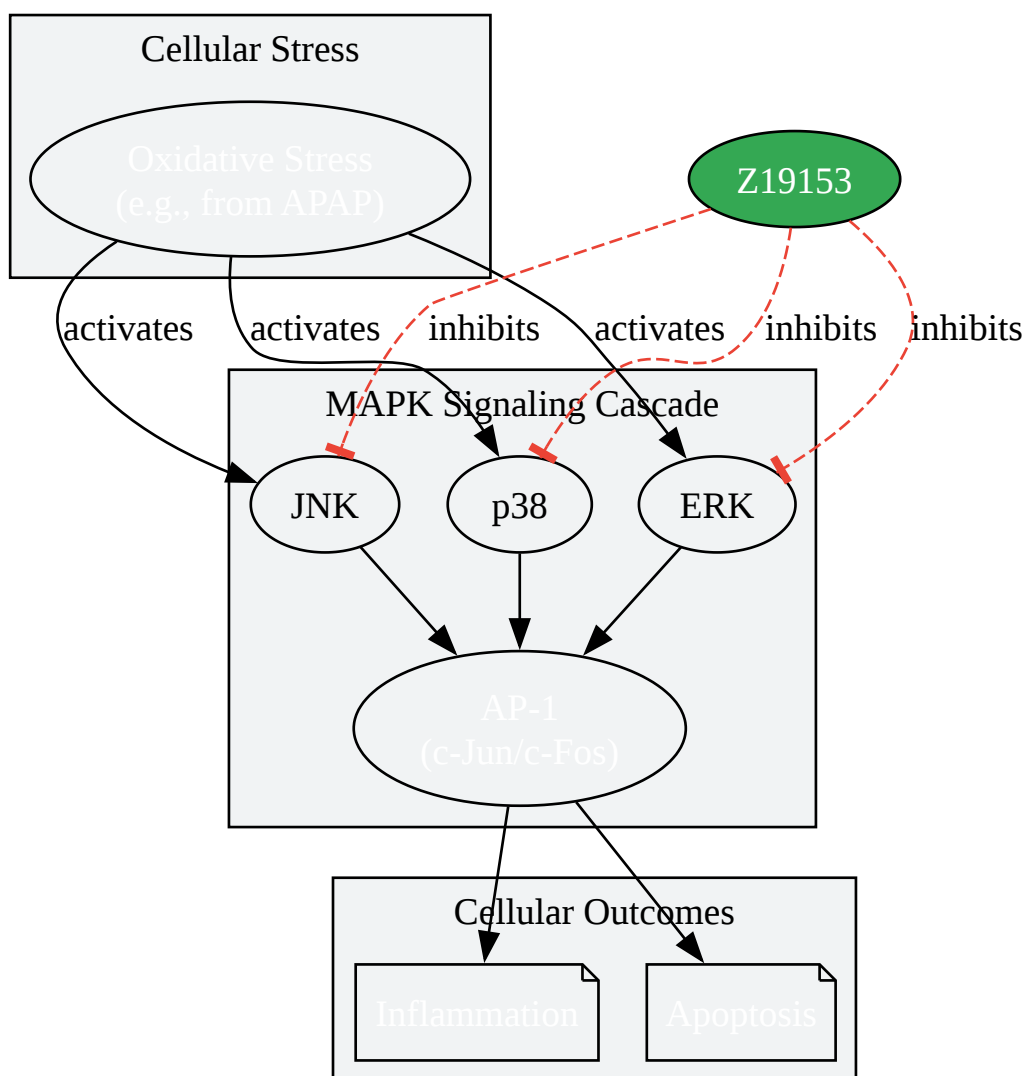 Cellular Stress
Oxidative Stress
(e.g., from APAP)
Z19153
activates
activates
inhibits
activates
inhibits
inhibits
MAPK Signaling Cascade
JNK
p38
ERK
AP-1
(c-Jun/c-Fos)
Cellular Outcomes
Inflammation
Apoptosis